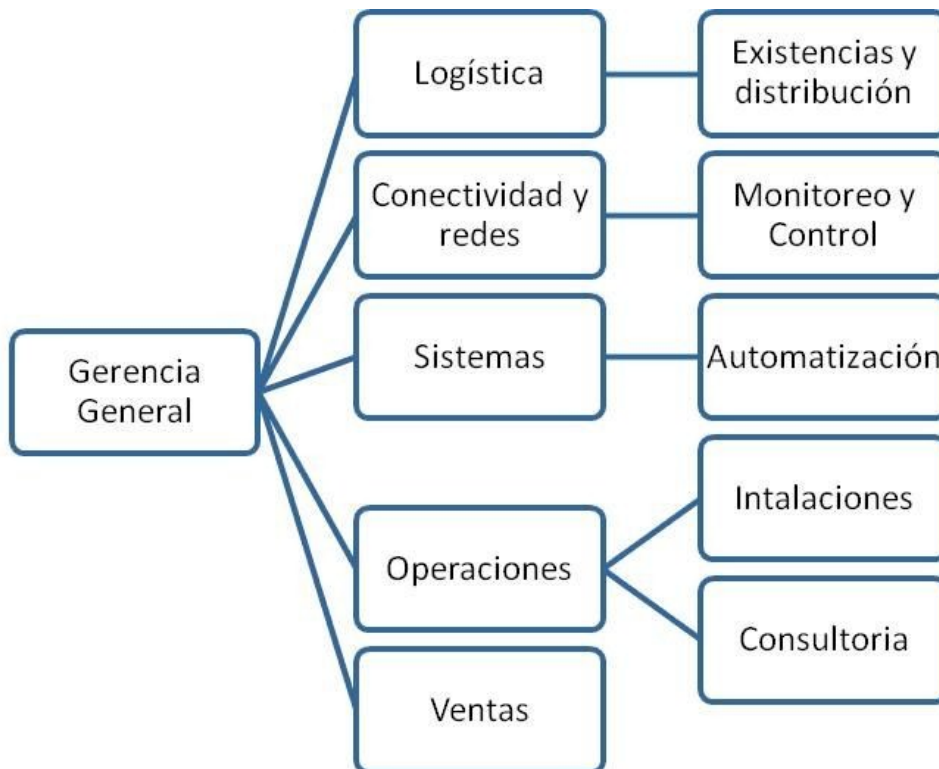 Gerencia
General
Logística
Existencias y
distribución
Conectividad y
redes
Monitoreo y
Control
Sistemas
Automatización
Operaciones
Intalaciones
Consultoria
Ventas